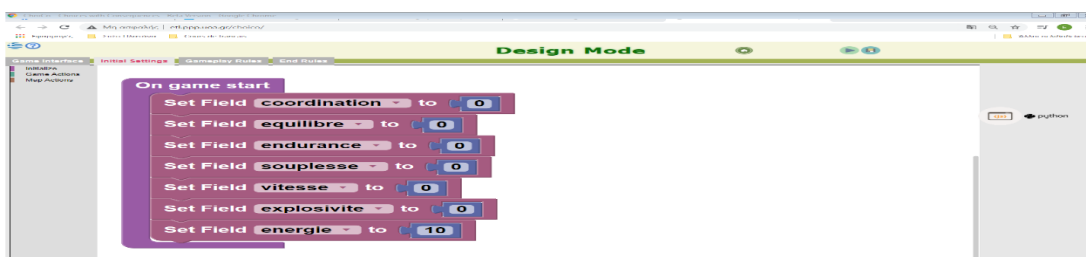 Design Mode
Game Interface Initial Settings Gameplay Rules End Rules
Initialize
Game Actions
Map Actions
On game start
Set Field coordination to 0
Set Field equilibre to 0
Set Field endurance to 0
Set Field souplesse to 0
Set Field vitesse to 0
Set Field explosivite to 0
Set Field energie to 10
python